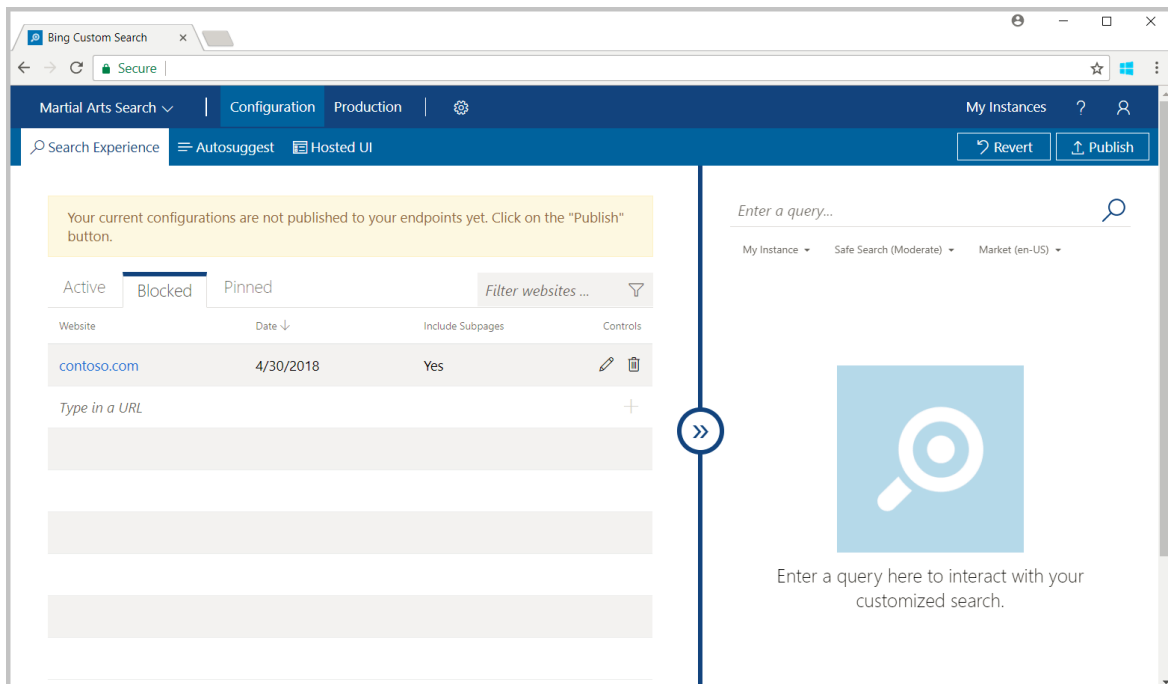 Bing Custom Search
Secure
Martial Arts Search Configuration Production My Instances ?
Search Experience Autosuggest Hosted UI Revert Publish
Your current configurations are not published to your endpoints yet. Click on the "Publish"
button.
Active Blocked Pinned Filter websites ...
Website Date Include Subpages Controls
contoso.com 4/30/2018 Yes
Type in a URL
Enter a query...
My Instance Safe Search (Moderate) Market (en-US)
Enter a query here to interact with your
customized search.